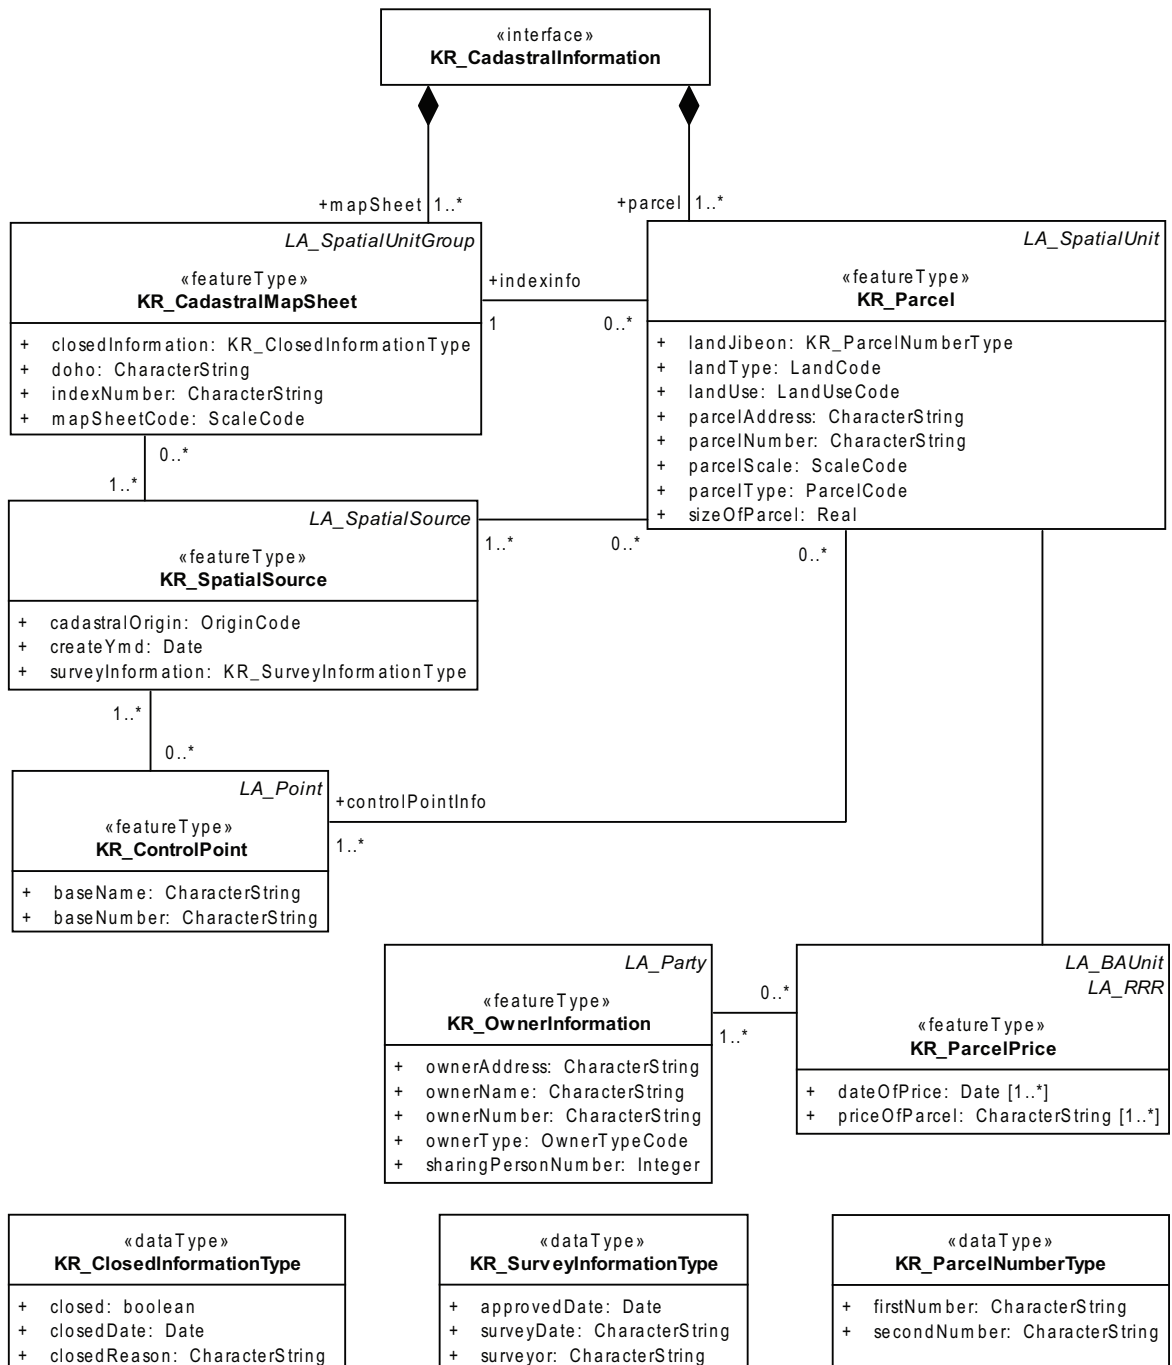 «interface»
KR_CadastralInformation
+mapSheet 1..*
+parcel 1..*
LA_SpatialUnitGroup
«featureType»
KR_CadastralMapSheet
+ closedInformation: KR_ClosedInformationType
+ doho: CharacterString
+ indexNumber: CharacterString
+ mapSheetCode: ScaleCode
+indexinfo
1
0..*
LA_SpatialUnit
«featureType»
KR_Parcel
+ landJibeon: KR_ParcelNumberType
+ landType: LandCode
+ landUse: LandUseCode
+ parcelAddress: CharacterString
+ parcelNumber: CharacterString
+ parcelScale: ScaleCode
+ parcelType: ParcelCode
+ sizeOfParcel: Real
0..*
1..*
LA_SpatialSource
«featureType»
KR_SpatialSource
+ cadastralOrigin: OriginCode
+ createYmd: Date
+ surveyInformation: KR_SurveyInformationType
1..*
0..*
0..*
1..*
0..*
LA_Point
«featureType»
KR_ControlPoint
+ baseName: CharacterString
+ baseNumber: CharacterString
+controlPointInfo
1..*
LA_Party
«featureType»
KR_OwnerInformation
+ ownerAddress: CharacterString
+ ownerName: CharacterString
+ ownerNumber: CharacterString
+ ownerType: OwnerTypeCode
+ sharingPersonNumber: Integer
0..*
1..*
LA_BAUnit
LA_RRR
«featureType»
KR_ParcelPrice
+ dateOfPrice: Date [1..*]
+ priceOfParcel: CharacterString [1..*]
«dataType»
KR_ClosedInformationType
+ closed: boolean
+ closedDate: Date
+ closedReason: CharacterString
«dataType»
KR_SurveyInformationType
+ approvedDate: Date
+ surveyDate: CharacterString
+ surveyor: CharacterString
«dataType»
KR_ParcelNumberType
+ firstNumber: CharacterString
+ secondNumber: CharacterString